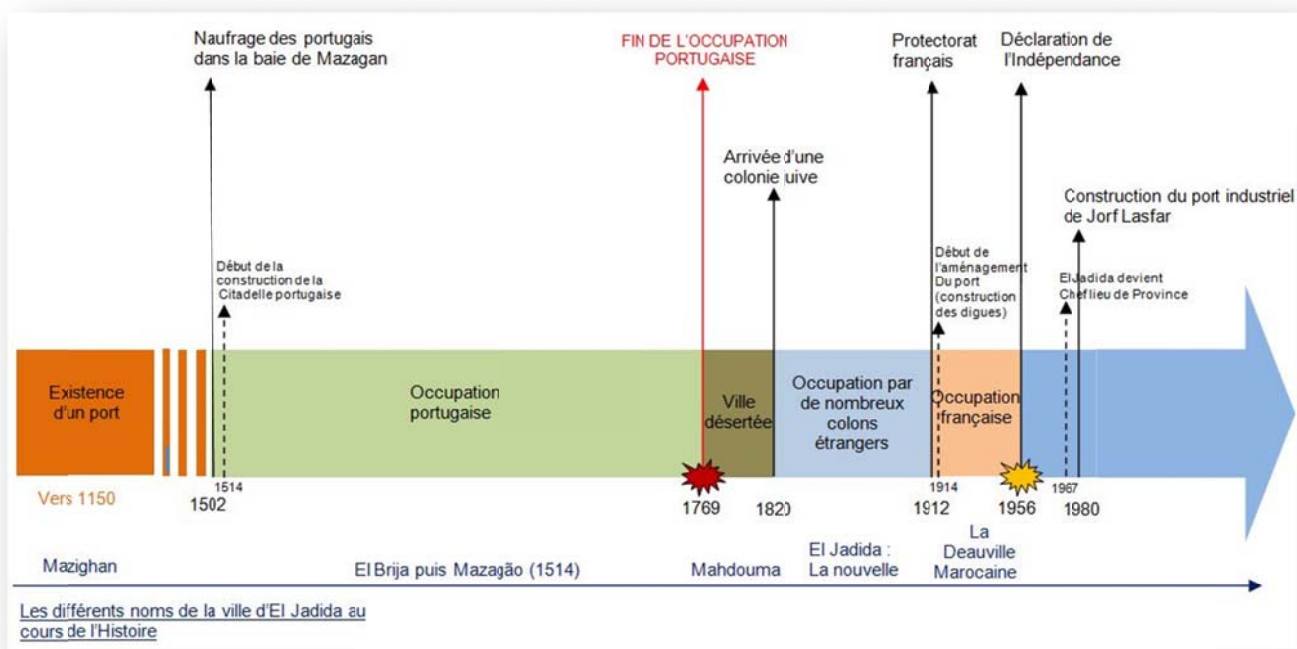 Naufrage des portugais
dans la baie de Mazagan
FIN DE L'OCCUPATION
PORTUGAISE
Protectorat
français
Déclaration de
l'Indépendance
Arrivée d'une
colonie juive
Construction du port industriel
de Jorf Lasfar
Début de la
construction de la
Citadelle portugaise
Début de
l'aménagement
Du port
(construction
des digues)
El Jadida devient
Chef lieu de Province
Existence
d'un port
Occupation
portugaise
Ville
désertée
Occupation par
de nombreux
colons
étrangers
Occupation
française
Vers 1150
1502
1514
1769
1820
1912
1914
1956
1967
1980
Mazighan
El Brija puis Mazagão (1514)
Mahdouma
El Jadida :
La nouvelle
La
Deauville
Marocaine
Les différents noms de la ville d'El Jadida au
cours de l'Histoire